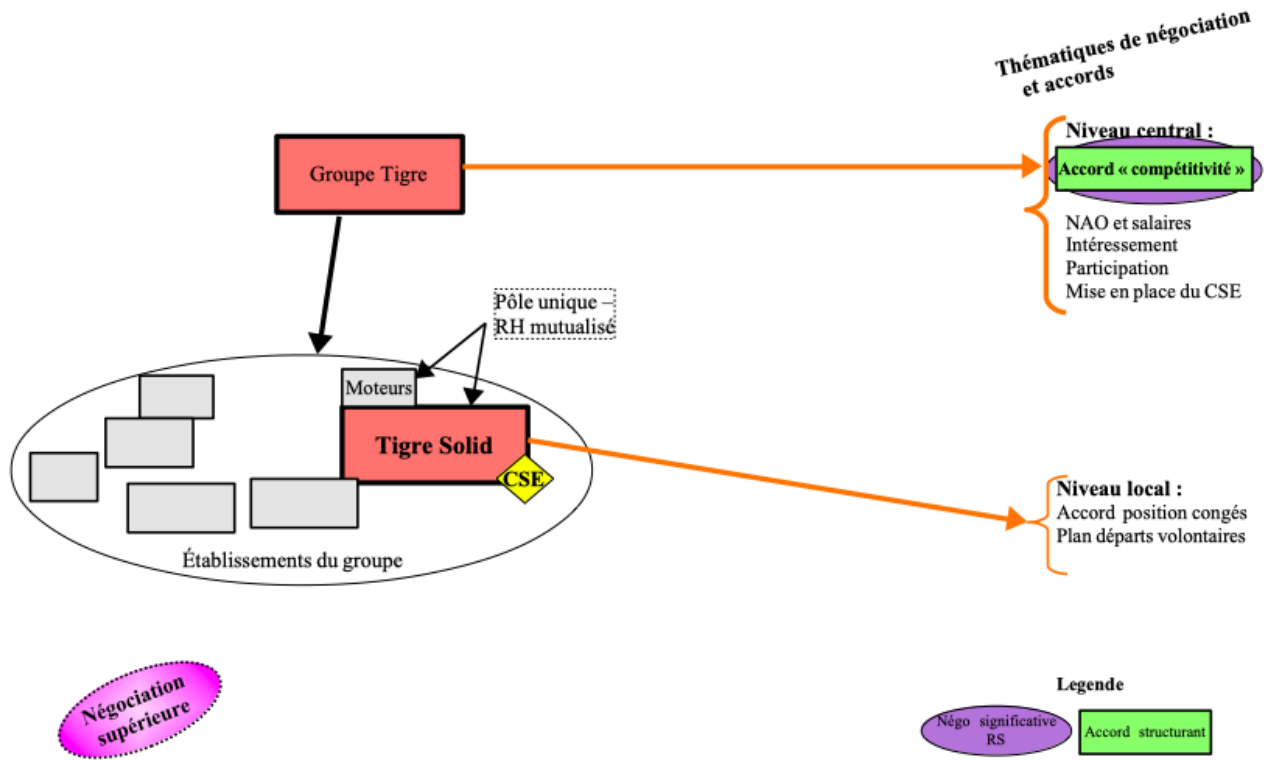 Thématiques de négociation
et accords
Groupe Tigre
Niveau central :
Accord « compétitivité »
NAO et salaires
Intéressement
Participation
Mise en place du CSE
Pôle unique –
RH mutualisé
Moteurs
Tigre Solid
CSE
Établissements du groupe
Niveau local :
Accord position congés
Plan départs volontaires
Négociation
supérieure
Legende
Négo significative
RS
Accord structurant